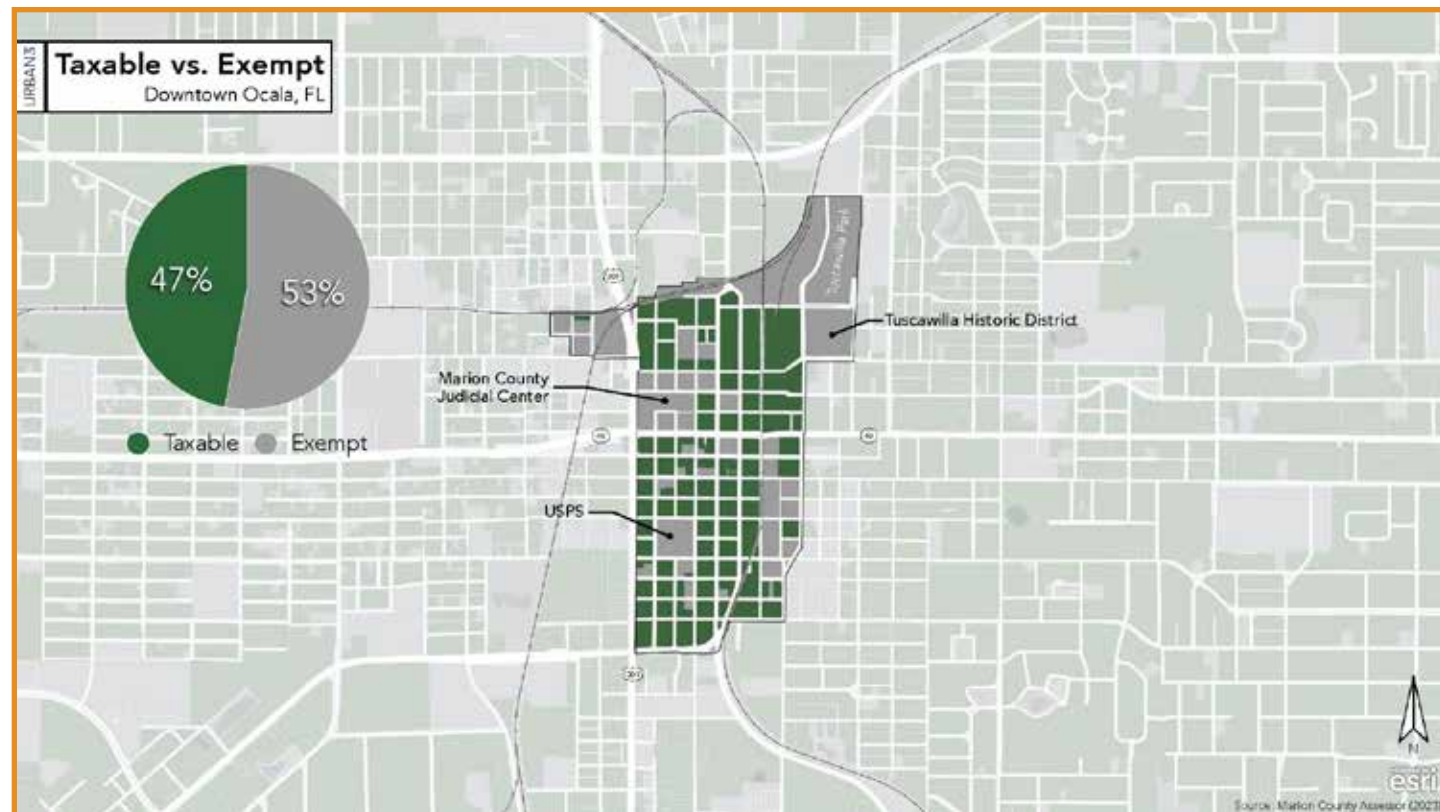 URBAN3
Taxable vs. Exempt
Downtown Ocala, FL
47%
53%
Taxable
Exempt
Tuscawilla Park
Tuscawilla Historic District
Marion County
Judicial Center
USPS
N
esri
Source: Marion County Assessor (2023)